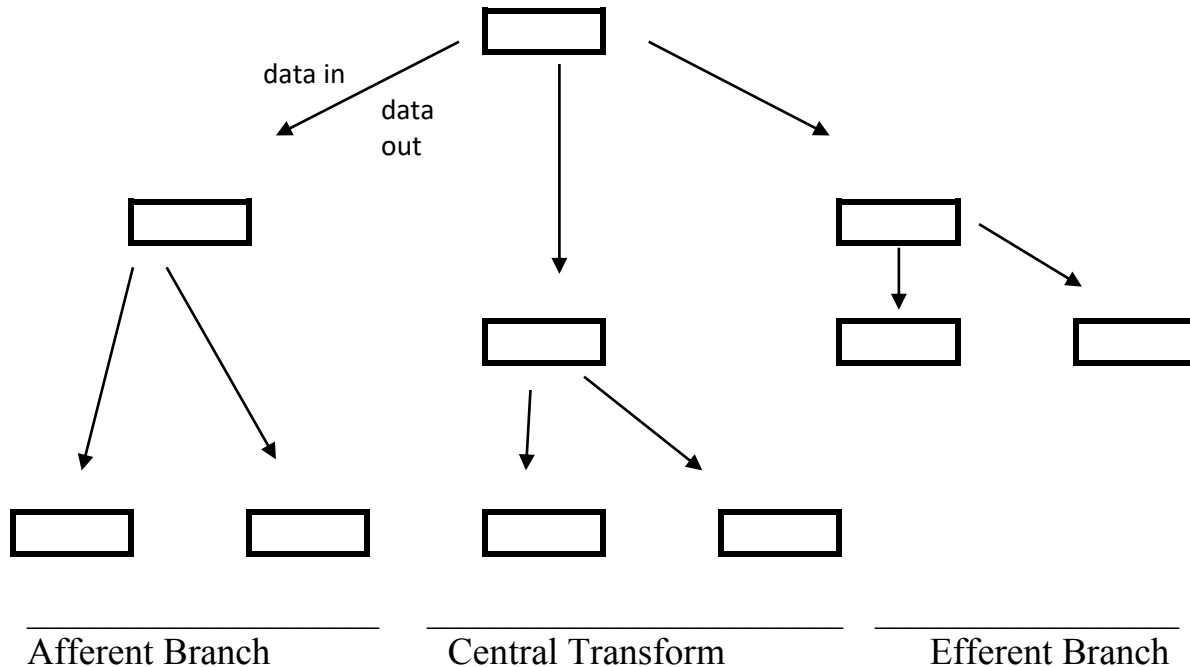 data in
data
out
Afferent Branch
Central Transform
Efferent Branch